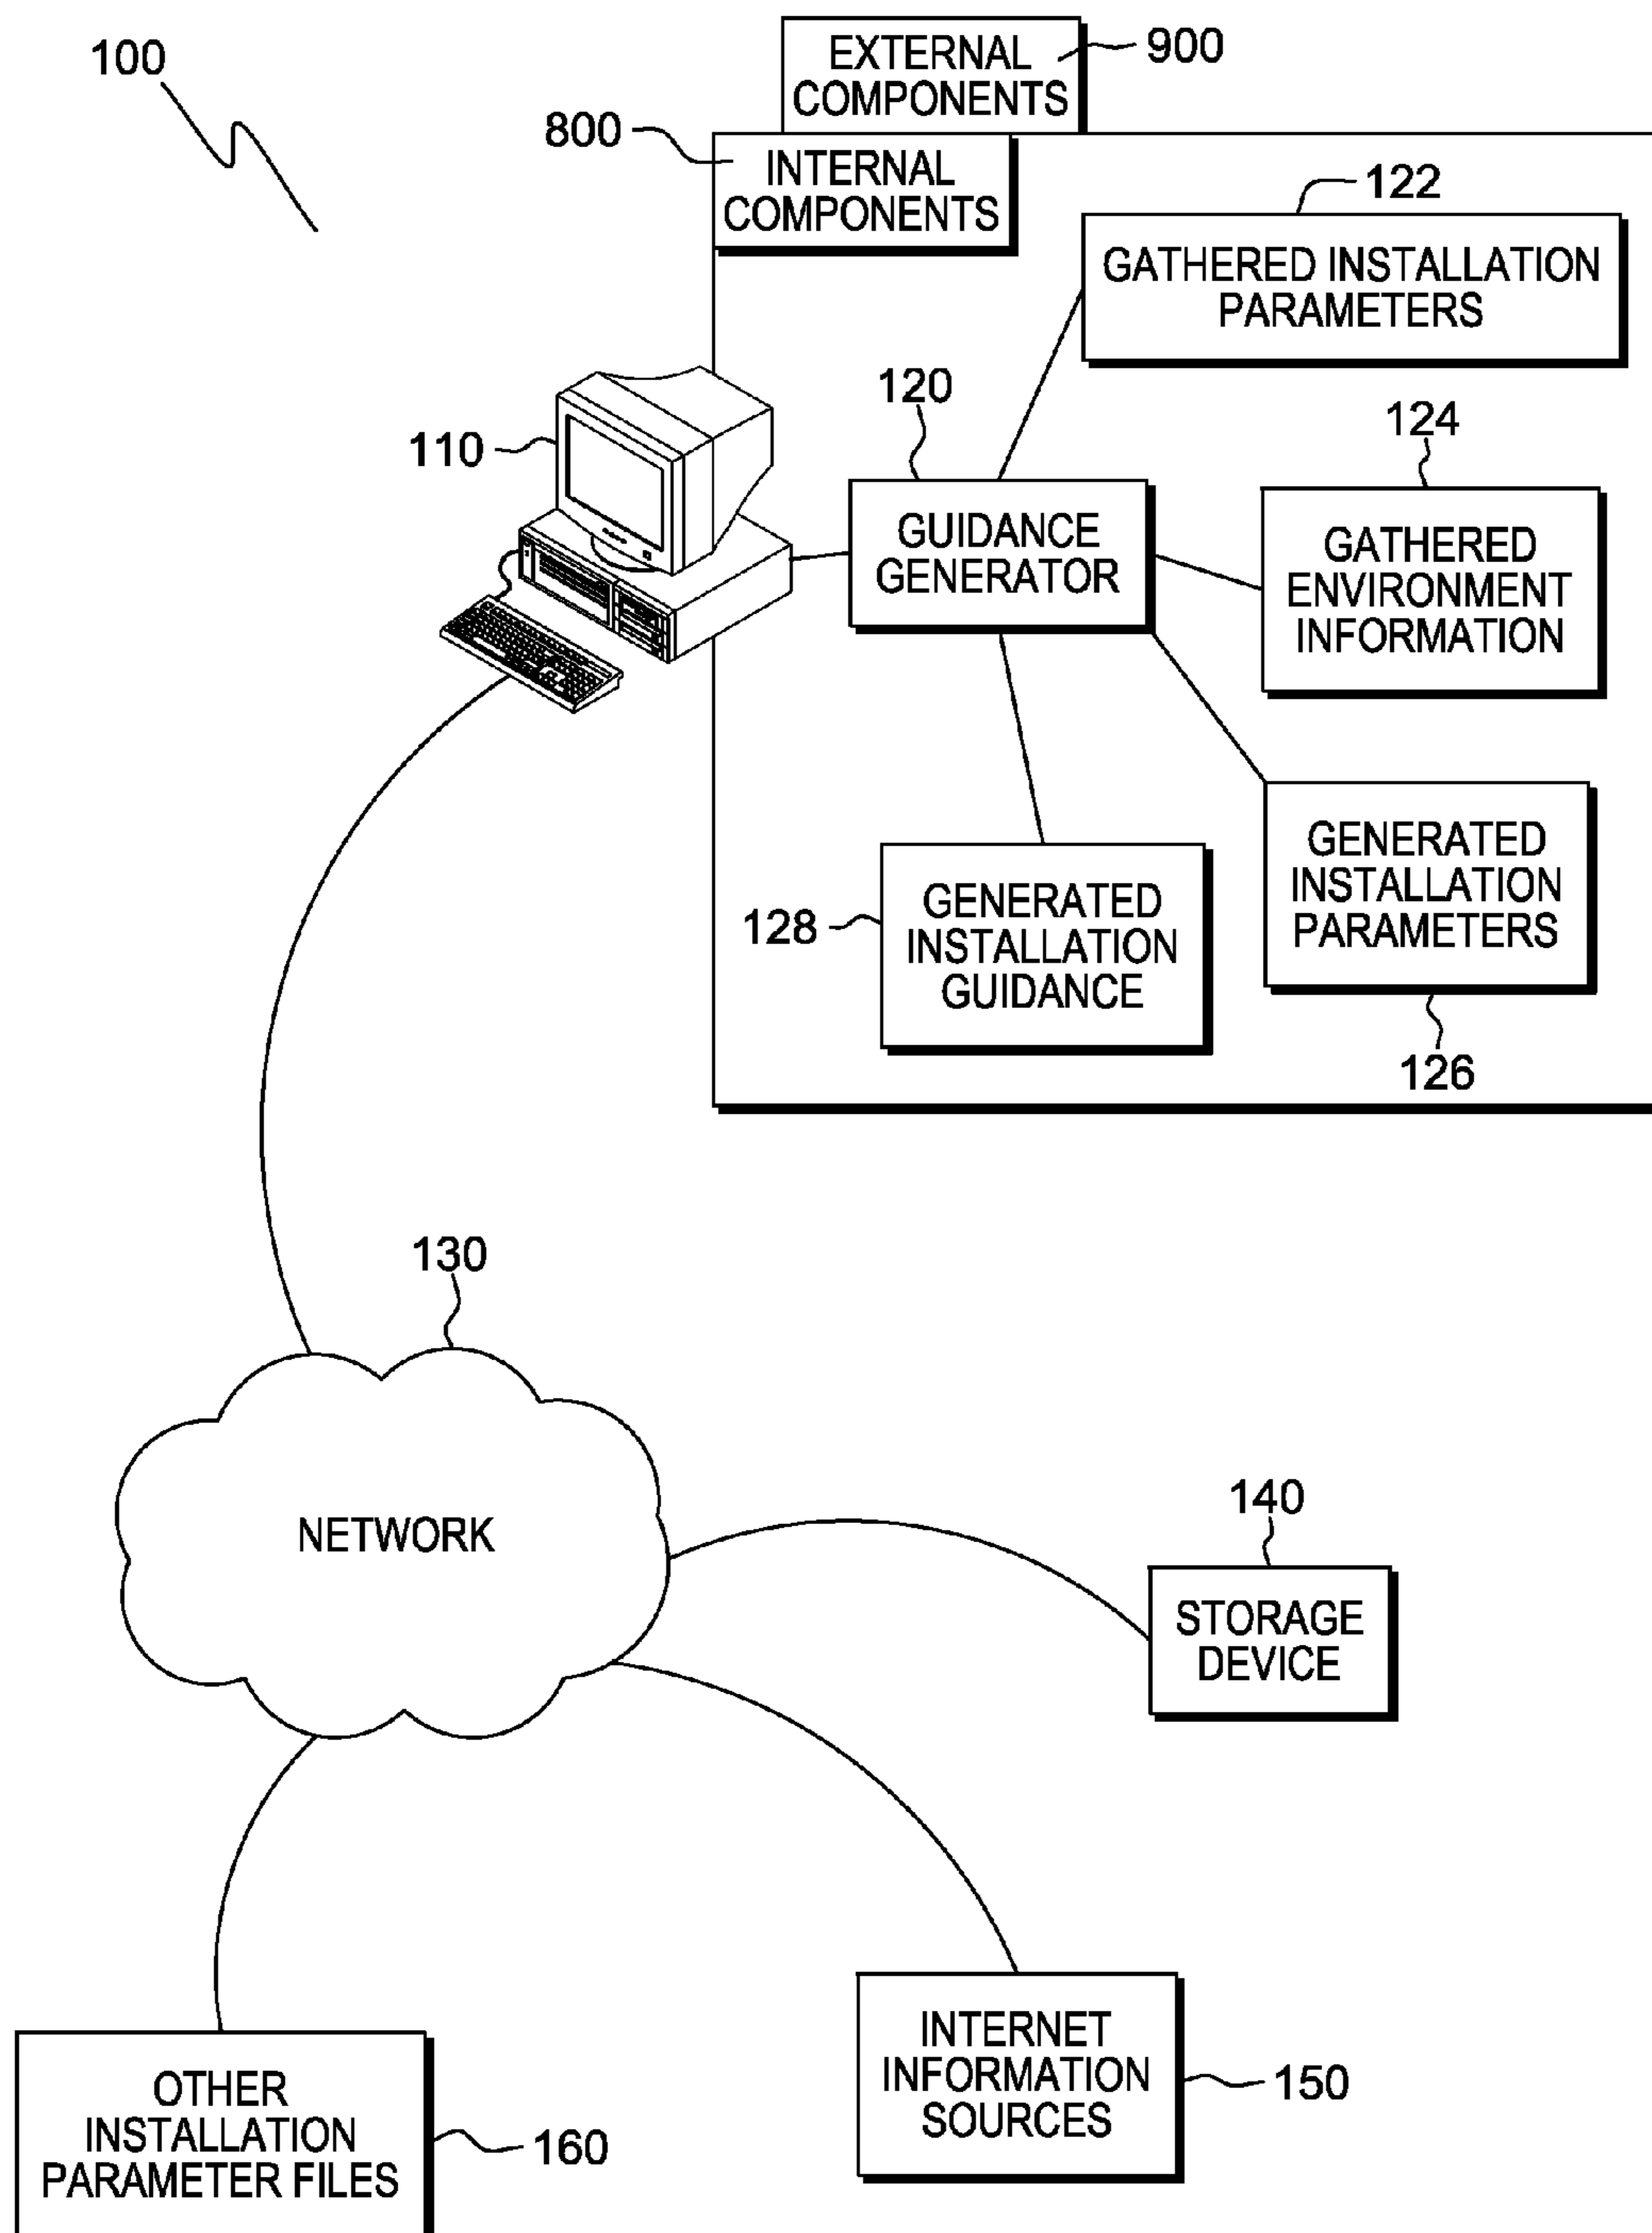 100
EXTERNAL
COMPONENTS
900
800
INTERNAL
COMPONENTS
122
GATHERED INSTALLATION
PARAMETERS
110
120
GUIDANCE
GENERATOR
124
GATHERED
ENVIRONMENT
INFORMATION
128
GENERATED
INSTALLATION
GUIDANCE
GENERATED
INSTALLATION
PARAMETERS
126
130
NETWORK
140
STORAGE
DEVICE
INTERNET
INFORMATION
SOURCES
150
OTHER
INSTALLATION
PARAMETER FILES
160